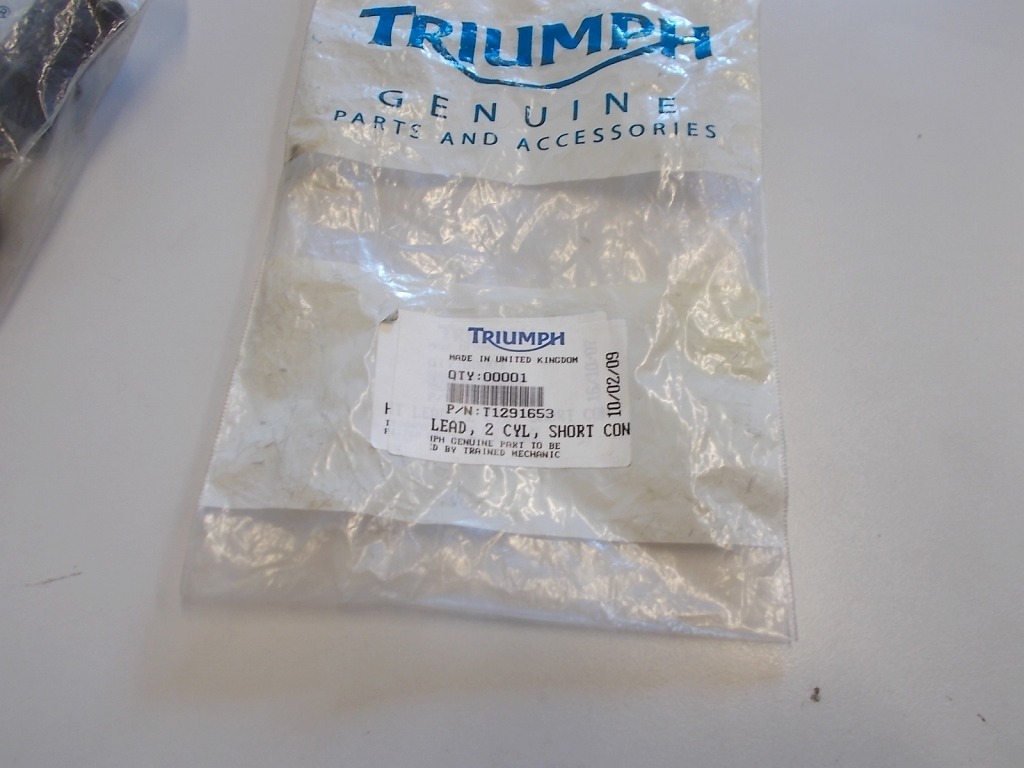 TRIUMPH
GENUINE
PARTS AND ACCESSORIES
TRIUMPH
MADE IN UNITED KINGDOM
QTY:00001
P/N:T1291653
10/02/09
LEAD, 2 CYL, SHORT CON
GENUINE PART TO BE
BY TRAINED MECHANIC